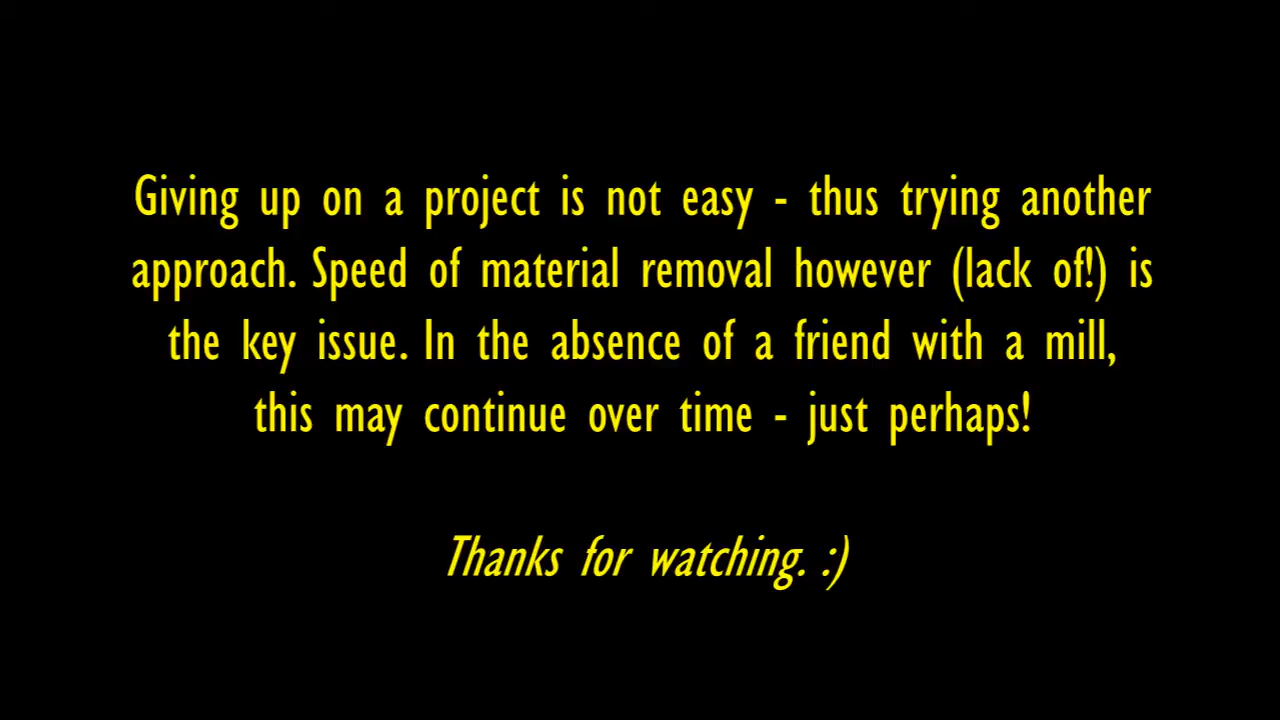 Giving up on a project is not easy - thus trying another
approach. Speed of material removal however (lack of!) is
the key issue. In the absence of a friend with a mill,
this may continue over time - just perhaps!
Thanks for watching. :)